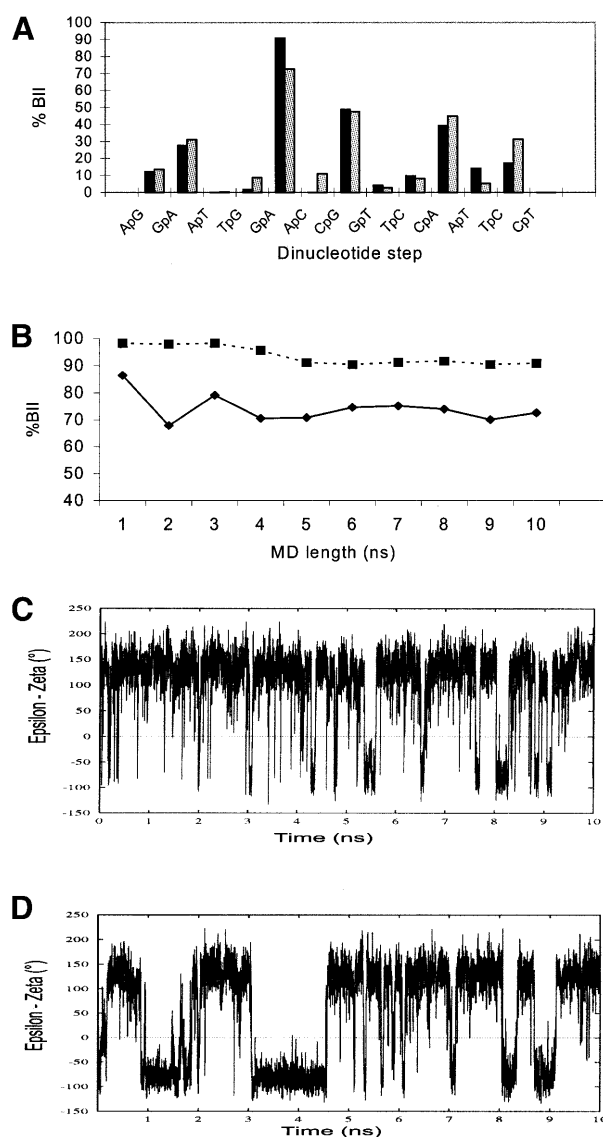 A
% BII
100
90
80
70
60
50
40
30
20
10
0
ApG GpA ApT TpG GpA ApC CpG GpT TpC CpA ApT TpC CpT
Dinucleotide step
B
%BII
100
90
80
70
60
50
40
1 2 3 4 5 6 7 8 9 10
MD length (ns)
C
Epsilon - Zeta (°)
250
200
150
100
50
0
-50
-100
-150
0 1 2 3 4 5 6 7 8 9 10
Time (ns)
D
Epsilon - Zeta (°)
250
200
150
100
50
0
-50
-100
-150
1 2 3 4 5 6 7 8 9 10
Time (ns)